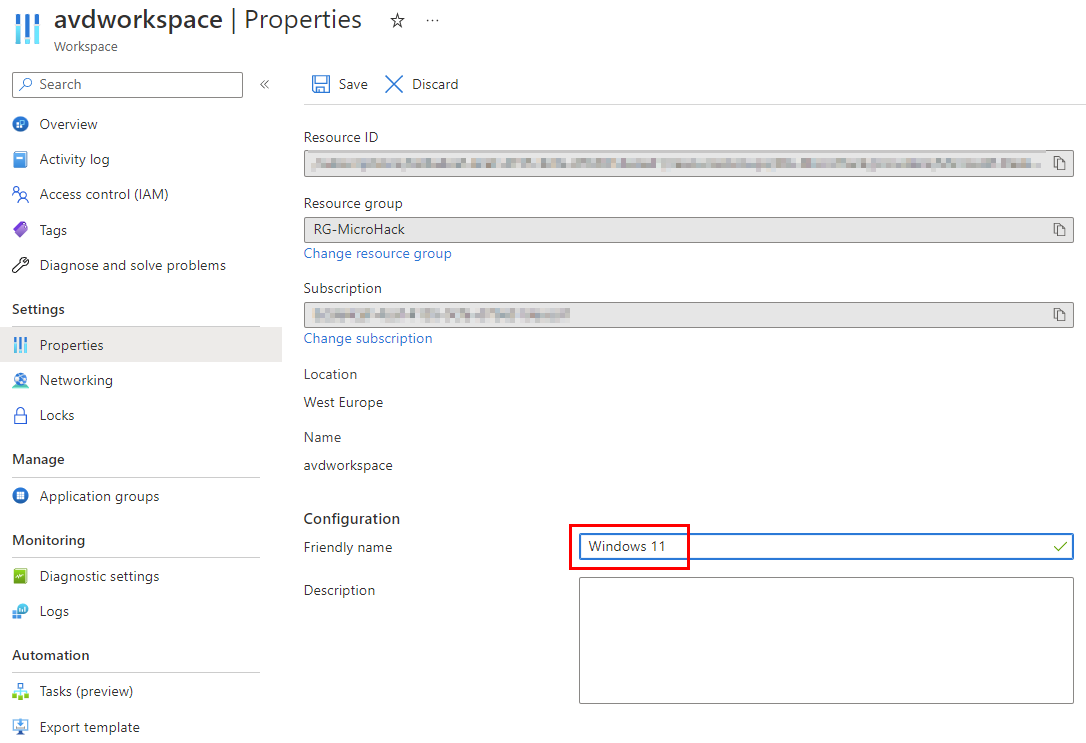 avdworkspace | Properties
Workspace
Search
Overview
Activity log
Access control (IAM)
Tags
Diagnose and solve problems
Settings
Properties
Networking
Locks
Manage
Application groups
Monitoring
Diagnostic settings
Logs
Automation
Tasks (preview)
Export template
Save Discard
Resource ID
Resource group
RG-MicroHack
Change resource group
Subscription
Change subscription
Location
West Europe
Name
avdworkspace
Configuration
Friendly name Windows 11
Description